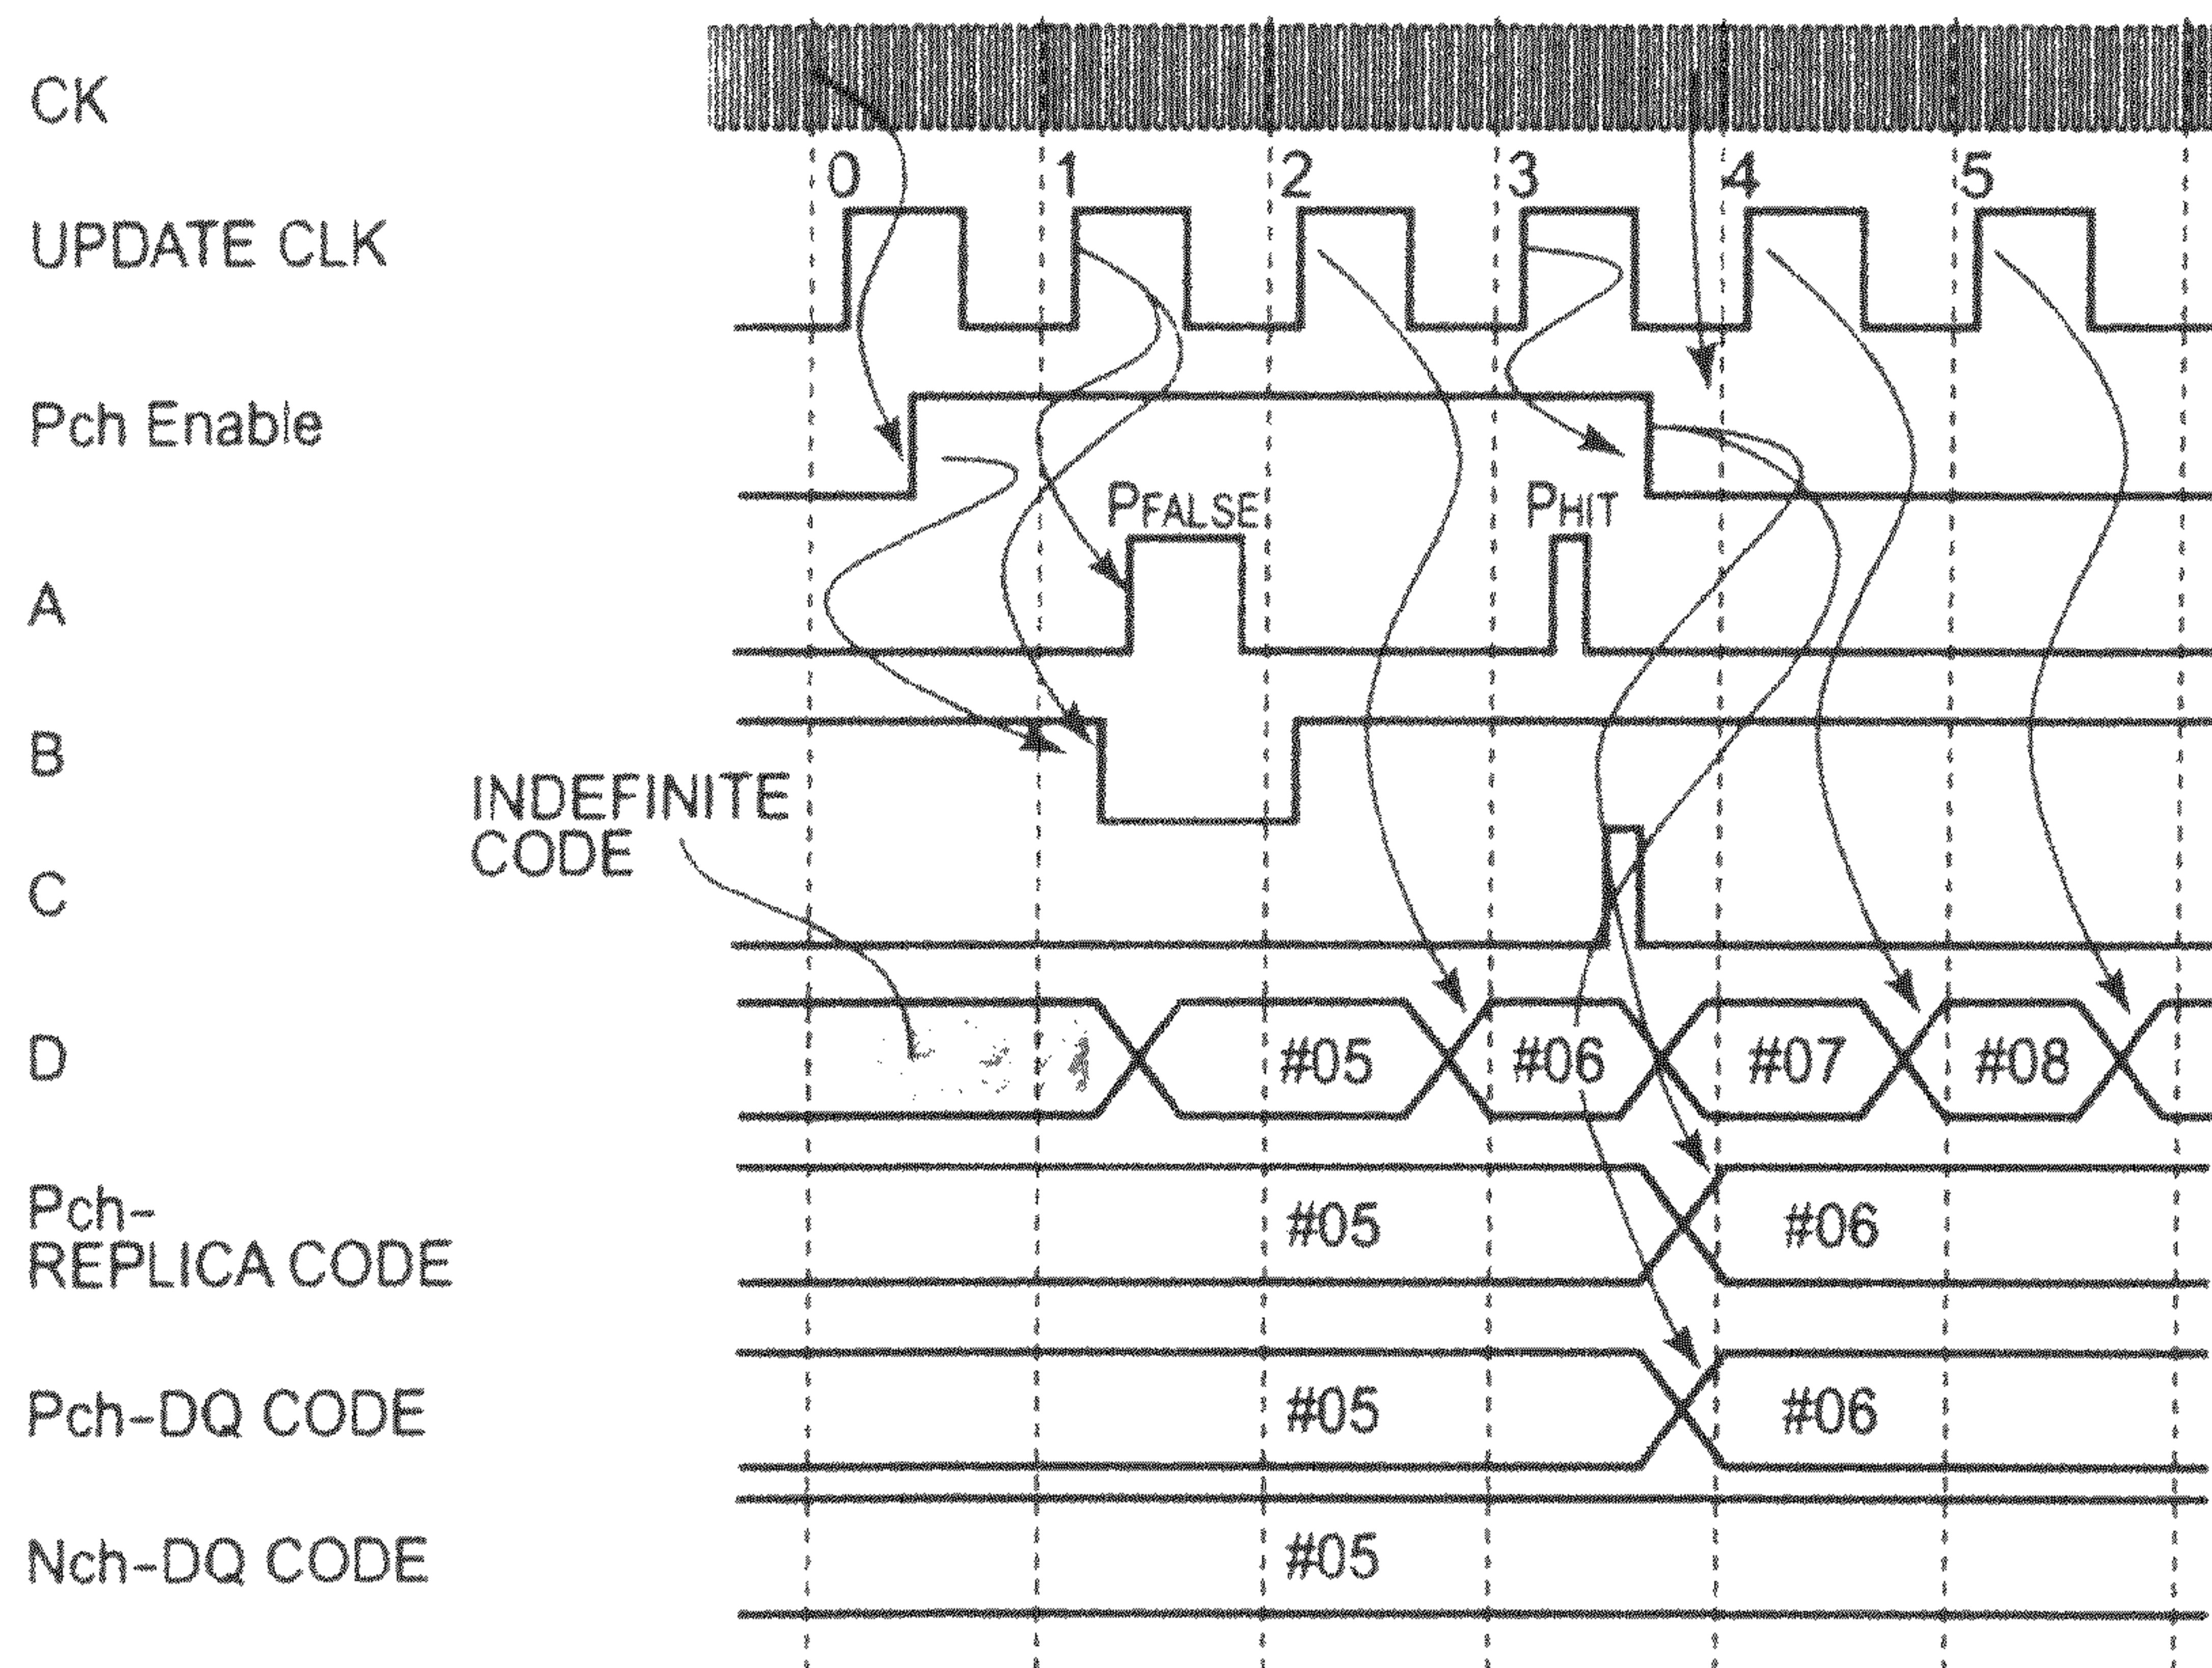 CK
0 1 2 3 4 5
UPDATE CLK
Pch Enable
PFALSE PHIT
A
B
INDEFINITE
CODE
C
D #05 #06 #07 #08
Pch-
REPLICA CODE #05 #06
Pch-DQ CODE #05 #06
Nch-DQ CODE #05